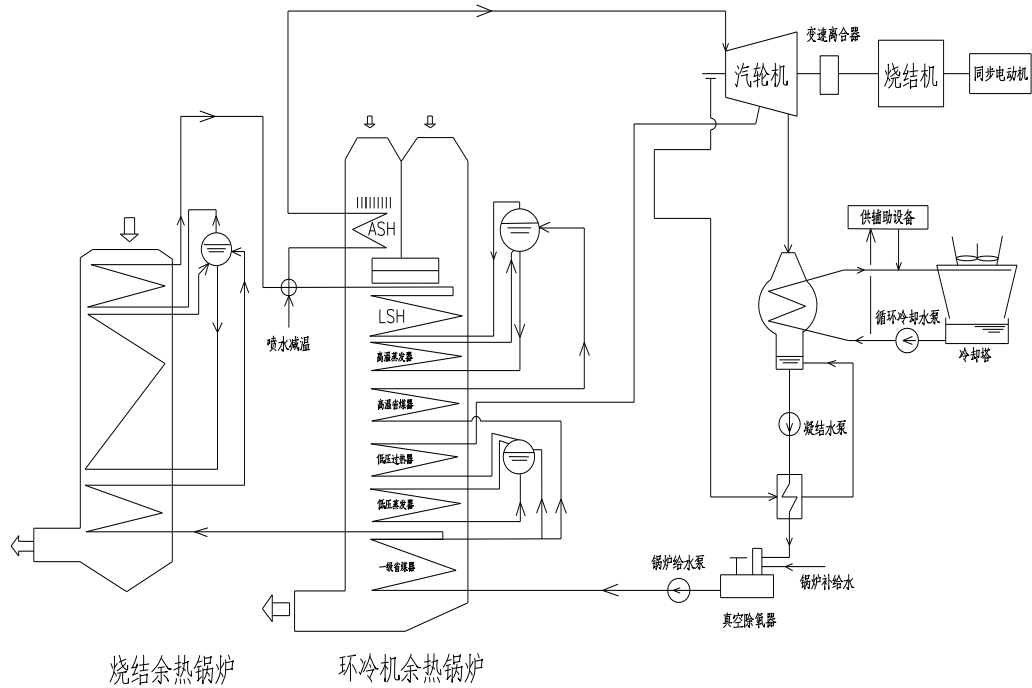 变速离合器
汽轮机
烧结机
同步电动机
ASH
供辅助设备
LSH
喷水减温
循环冷却水泵
冷却塔
高温蒸发器
高温省煤器
凝结水泵
低压过热器
低压蒸发器
一级省煤器
锅炉给水泵
锅炉补给水
真空除氧器
烧结余热锅炉
环冷机余热锅炉